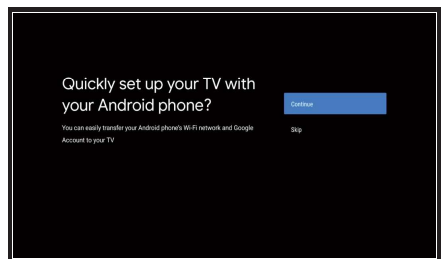 Quickly set up your TV with
your Android phone?
You can easily transfer your Android phone's Wi-Fi network and Google
Account to your TV
Continue
Skip